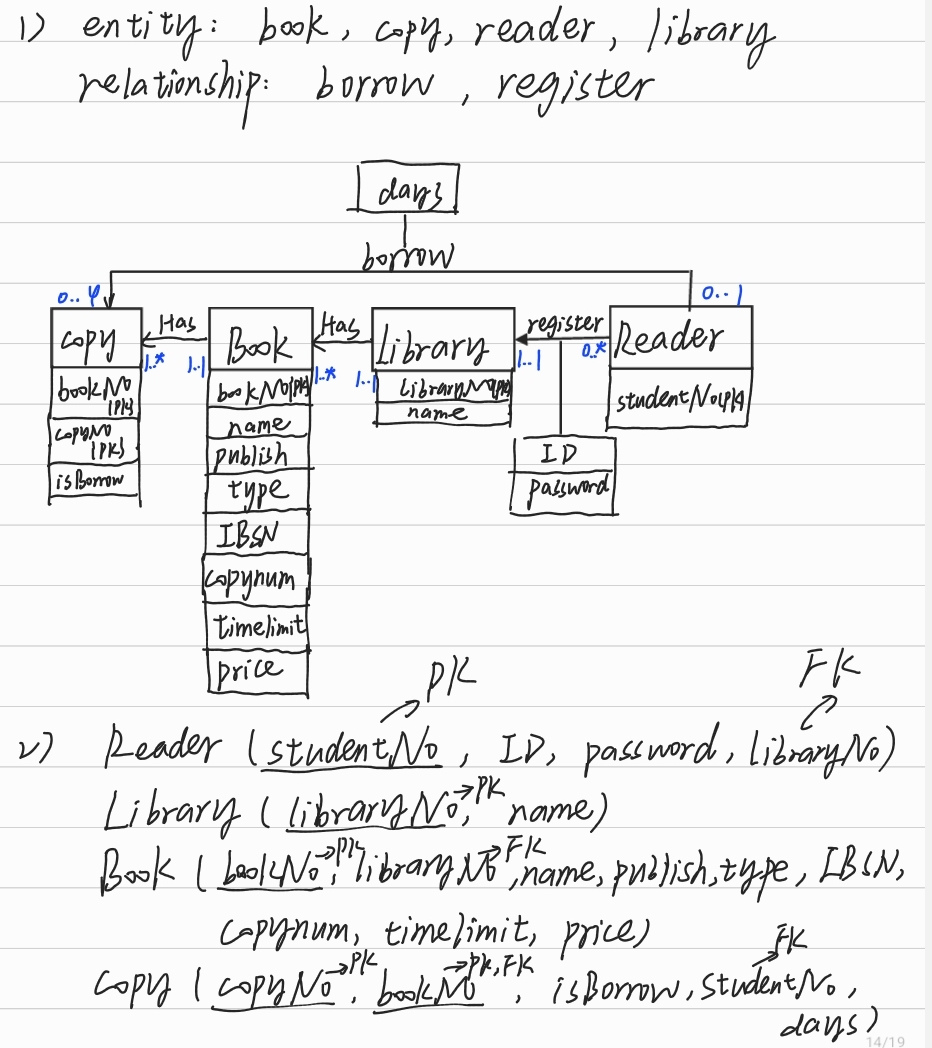 1) entity: book, copy, reader, library
relationship: borrow, register
days
borrow
0..4
0..1
copy
Has
Book
Has
Library
register
Reader
1..*
1..1
1..*
1..1
1..1
0..*
bookNo
(PK)
copyNo
(PK)
isBorrow
bookNo(PK)
name
publish
type
IBSN
copynum
timelimit
price
LibraryNo(PK)
name
studentNo(PK)
ID
password
PK
FK
2) Reader (studentNo, ID, password, libraryNo)
→PK
Library (libraryNo, name)
→PK →FK
Book (bookNo, libraryNo, name, publish, type, IBSN,
copynum, timelimit, price)
→PK →PK,FK FK
Copy (copyNo, bookNo, isBorrow, studentNo,
days)
14/19